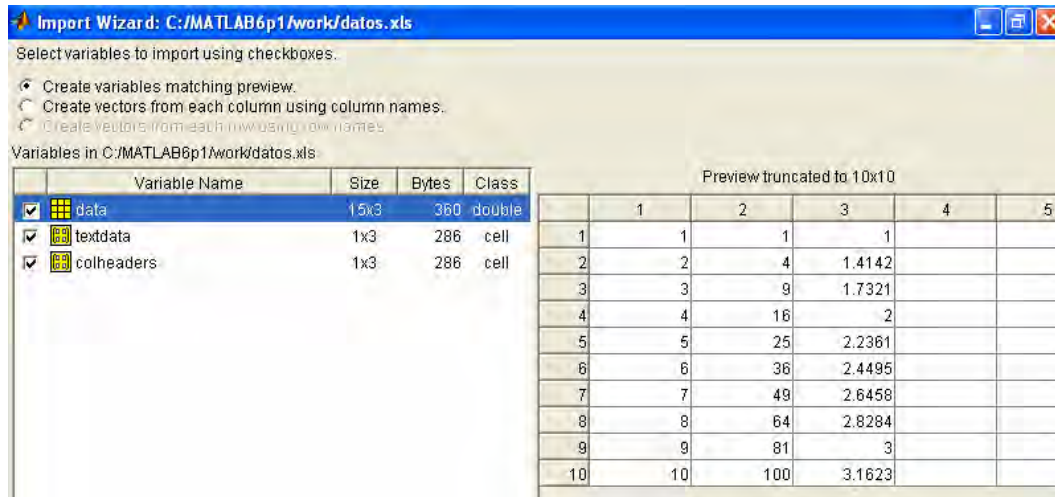 Import Wizard: C:/MATLAB6p1/work/datos.xls
Select variables to import using checkboxes.
Create variables matching preview.
Create vectors from each column using column names.
Create vectors from each row using row names.
Variables in C:/MATLAB6p1/work/datos.xls
Variable Name Size Bytes Class
data 15x3 360 double
textdata 1x3 286 cell
colheaders 1x3 286 cell
Preview truncated to 10x10
1 2 3 4 5
1 1 1 1
2 2 4 1.4142
3 3 9 1.7321
4 4 16 2
5 5 25 2.2361
6 6 36 2.4495
7 7 49 2.6458
8 8 64 2.8284
9 9 81 3
10 10 100 3.1623